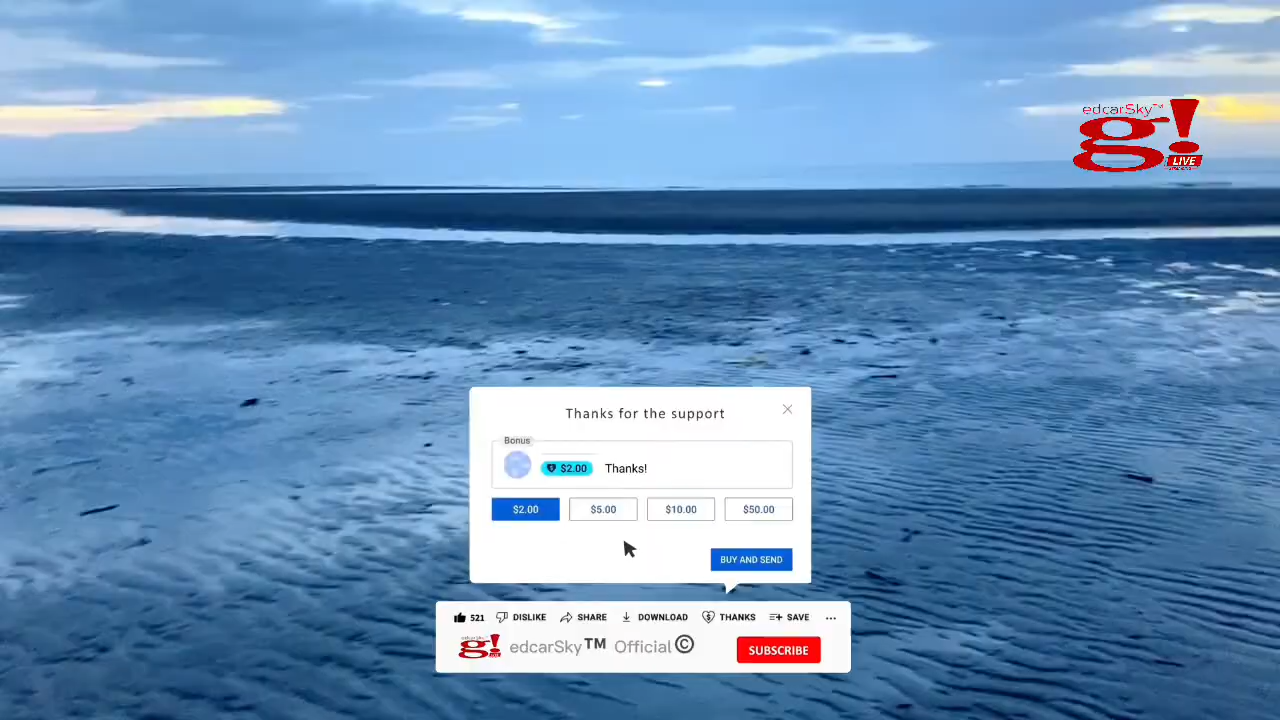 edcarSky™
g!
LIVE
Thanks for the support
Bonus
$2.00 Thanks!
$2.00 $5.00 $10.00 $50.00
BUY AND SEND
521 DISLIKE SHARE DOWNLOAD THANKS SAVE ...
g! edcarSky™ Official© SUBSCRIBE